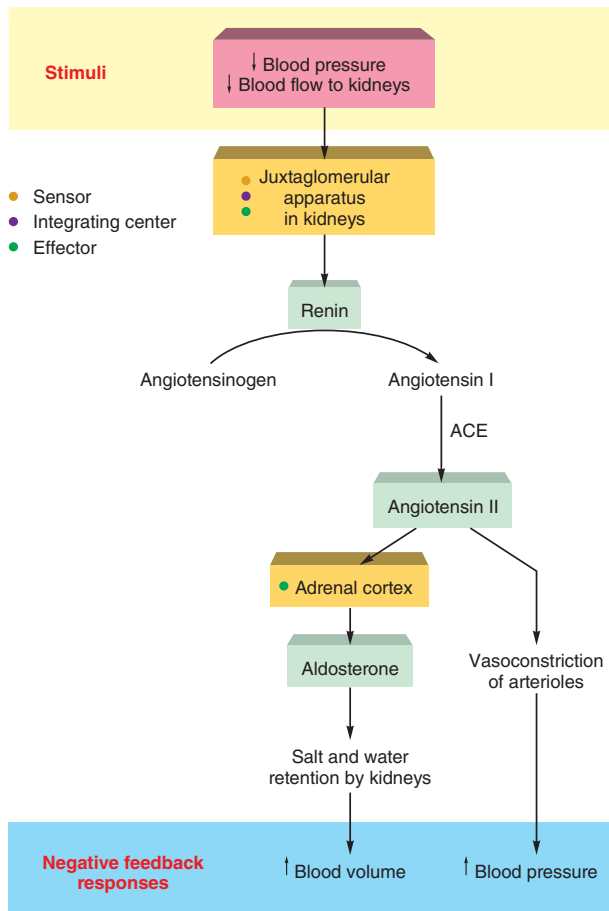 Stimuli
↓ Blood pressure
↓ Blood flow to kidneys
Sensor
Integrating center
Effector
Juxtaglomerular
apparatus
in kidneys
Renin
Angiotensinogen
Angiotensin I
ACE
Angiotensin II
Adrenal cortex
Aldosterone
Vasoconstriction
of arterioles
Salt and water
retention by kidneys
Negative feedback
responses
↑ Blood volume
↑ Blood pressure